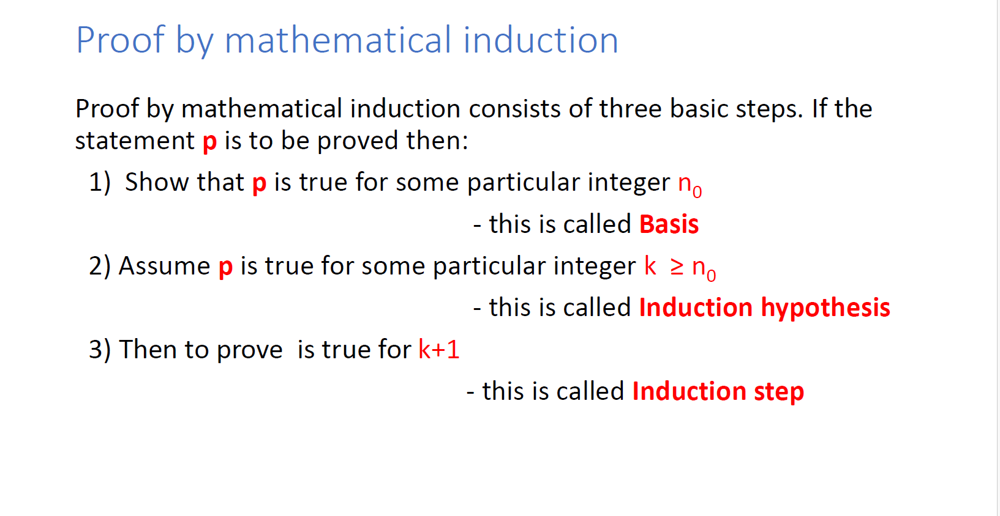 Proof by mathematical induction
Proof by mathematical induction consists of three basic steps. If the
statement p is to be proved then:
1) Show that p is true for some particular integer n₀
- this is called Basis
2) Assume p is true for some particular integer k ≥ n₀
- this is called Induction hypothesis
3) Then to prove is true for k+1
- this is called Induction step